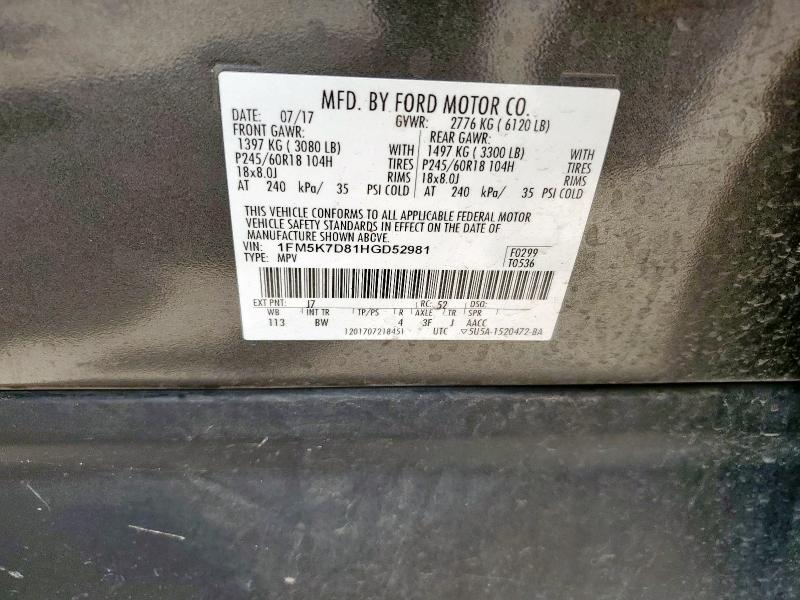 MFD. BY FORD MOTOR CO.
DATE: 07/17 GVWR: 2776 KG ( 6120 LB)
FRONT GAWR: REAR GAWR:
1397 KG ( 3080 LB) WITH 1497 KG ( 3300 LB) WITH
P245/60R18 104H TIRES P245/60R18 104H TIRES
18x8.0J RIMS 18x8.0J RIMS
AT 240 kPa/ 35 PSI COLD AT 240 kPa/ 35 PSI COLD
THIS VEHICLE CONFORMS TO ALL APPLICABLE FEDERAL MOTOR
VEHICLE SAFETY STANDARDS IN EFFECT ON THE DATE OF
MANUFACTURE SHOWN ABOVE.
VIN: 1FM5K7D81HGD52981 F0299
TYPE: MPV T0536
EXT PNT: J7 RC: 52 DSO:
WB INT TR TP/PS R AXLE TR SPR
113 BW 4 3F J AACC
1201707218451 UTC ▽5U5A-1520472-BA